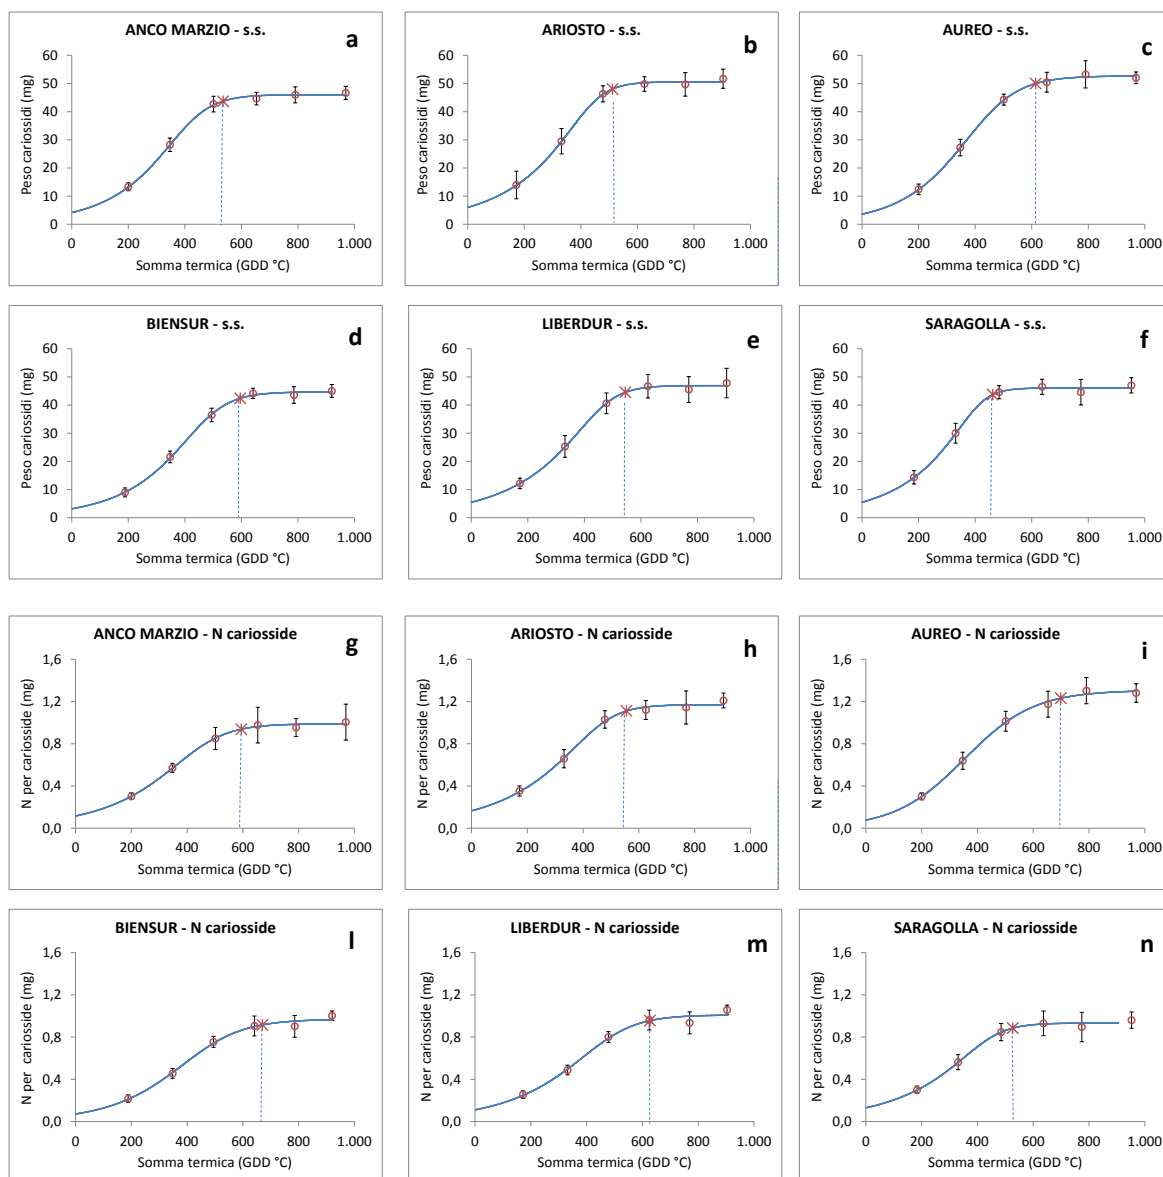 ANCO MARZIO - s.s.
a
Peso cariossidi (mg)
60
50
40
30
20
10
0
0 200 400 600 800 1.000
Somma termica (GDD °C)
ARIOSTO - s.s.
b
Peso cariossidi (mg)
60
50
40
30
20
10
0
0 200 400 600 800 1.000
Somma termica (GDD °C)
AUREO - s.s.
c
Peso cariossidi (mg)
60
50
40
30
20
10
0
0 200 400 600 800 1.000
Somma termica (GDD °C)
BIENSUR - s.s.
d
Peso cariossidi (mg)
60
50
40
30
20
10
0
0 200 400 600 800 1.000
Somma termica (GDD °C)
LIBERDUR - s.s.
e
Peso cariossidi (mg)
60
50
40
30
20
10
0
0 200 400 600 800 1.000
Somma termica (GDD °C)
SARAGOLLA - s.s.
f
Peso cariossidi (mg)
60
50
40
30
20
10
0
0 200 400 600 800 1.000
Somma termica (GDD °C)
ANCO MARZIO - N cariosside
g
N per cariosside (mg)
1,6
1,2
0,8
0,4
0,0
0 200 400 600 800 1.000
Somma termica (GDD °C)
ARIOSTO - N cariosside
h
N per cariosside (mg)
1,6
1,2
0,8
0,4
0,0
0 200 400 600 800 1.000
Somma termica (GDD °C)
AUREO - N cariosside
i
N per cariosside (mg)
1,6
1,2
0,8
0,4
0,0
0 200 400 600 800 1.000
Somma termica (GDD °C)
BIENSUR - N cariosside
l
N per cariosside (mg)
1,6
1,2
0,8
0,4
0,0
0 200 400 600 800 1.000
Somma termica (GDD °C)
LIBERDUR - N cariosside
m
N per cariosside (mg)
1,6
1,2
0,8
0,4
0,0
0 200 400 600 800 1.000
Somma termica (GDD °C)
SARAGOLLA - N cariosside
n
N per cariosside (mg)
1,6
1,2
0,8
0,4
0,0
0 200 400 600 800 1.000
Somma termica (GDD °C)